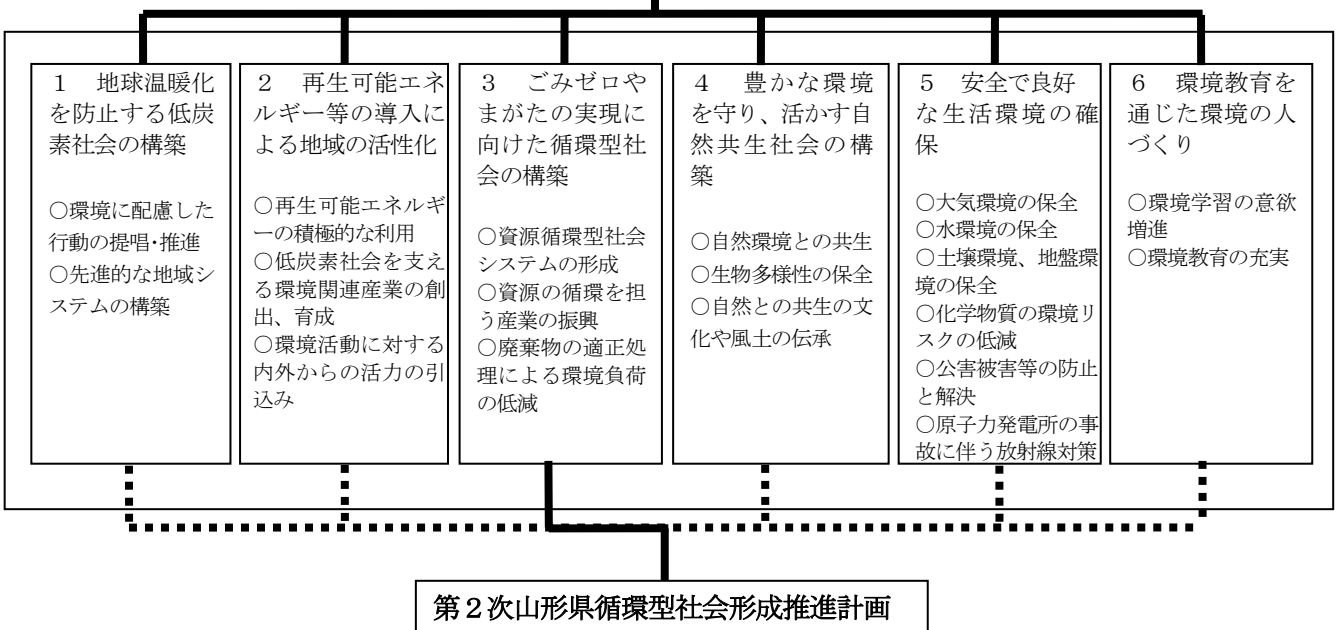 １　地球温暖化
を防止する低炭
素社会の構築
○環境に配慮した
行動の提唱・推進
○先進的な地域シ
ステムの構築
２　再生可能エネ
ルギー等の導入に
よる地域の活性化
○再生可能エネルギ
ーの積極的な利用
○低炭素社会を支え
る環境関連産業の創
出、育成
○環境活動に対する
内外からの活力の引
込み
３　ごみゼロや
まがたの実現に
向けた循環型社
会の構築
○資源循環型社会
システムの形成
○資源の循環を担
う産業の振興
○廃棄物の適正処
理による環境負荷
の低減
４　豊かな環境
を守り、活かす自
然共生社会の構
築
○自然環境との共生
○生物多様性の保全
○自然との共生の文
化や風土の伝承
５　安全で良好
な生活環境の確
保
○大気環境の保全
○水環境の保全
○土壌環境、地盤環
境の保全
○化学物質の環境リ
スクの低減
○公害被害等の防止
と解決
○原子力発電所の事
故に伴う放射線対策
６　環境教育を
通じた環境の人
づくり
○環境学習の意欲
増進
○環境教育の充実
第２次山形県循環型社会形成推進計画